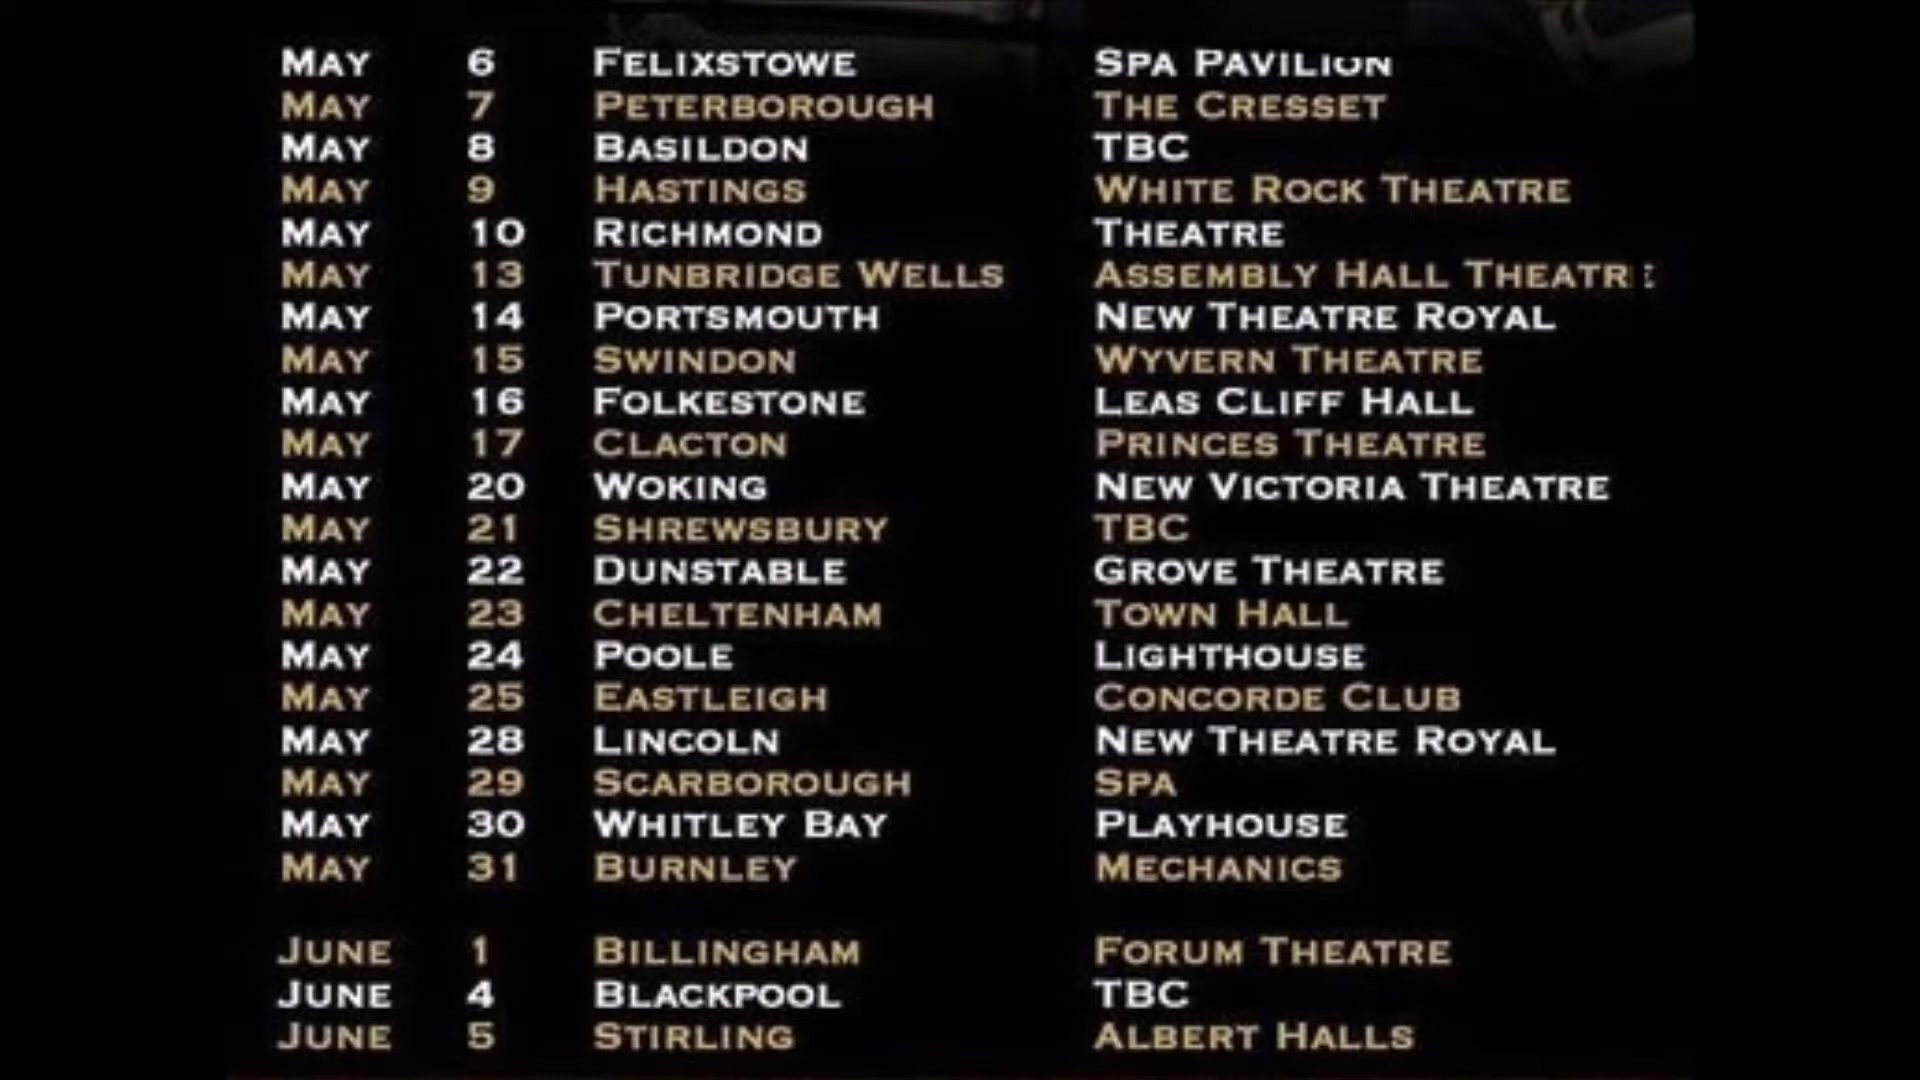 May 6 Felixstowe Spa Pavilion
May 7 Peterborough The Cresset
May 8 Basildon TBC
May 9 Hastings White Rock Theatre
May 10 Richmond Theatre
May 13 Tunbridge Wells Assembly Hall Theatre
May 14 Portsmouth New Theatre Royal
May 15 Swindon Wyvern Theatre
May 16 Folkestone Leas Cliff Hall
May 17 Clacton Princes Theatre
May 20 Woking New Victoria Theatre
May 21 Shrewsbury TBC
May 22 Dunstable Grove Theatre
May 23 Cheltenham Town Hall
May 24 Poole Lighthouse
May 25 Eastleigh Concorde Club
May 28 Lincoln New Theatre Royal
May 29 Scarborough Spa
May 30 Whitley Bay Playhouse
May 31 Burnley Mechanics
June 1 Billingham Forum Theatre
June 4 Blackpool TBC
June 5 Stirling Albert Halls